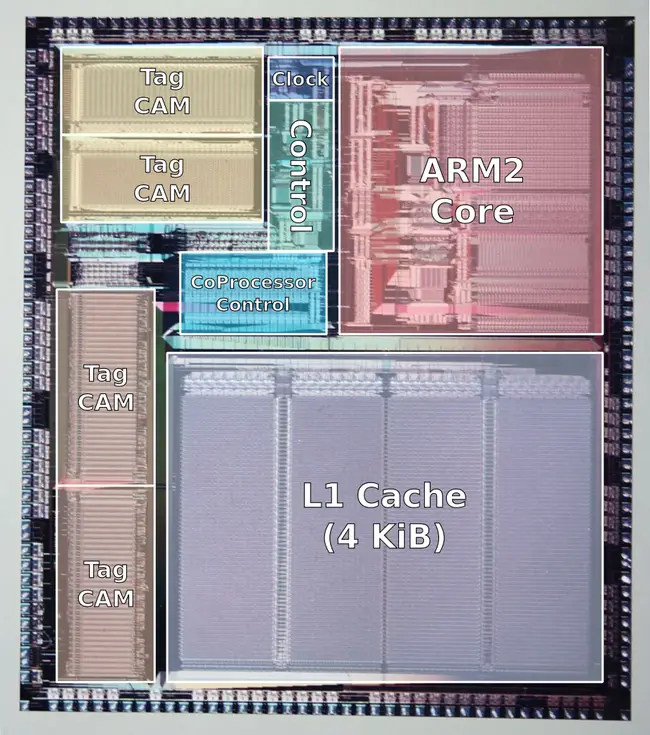 Tag
CAM
Tag
CAM
Clock
Control
ARM2
Core
CoProcessor
Control
Tag
CAM
Tag
CAM
L1 Cache
(4 KiB)